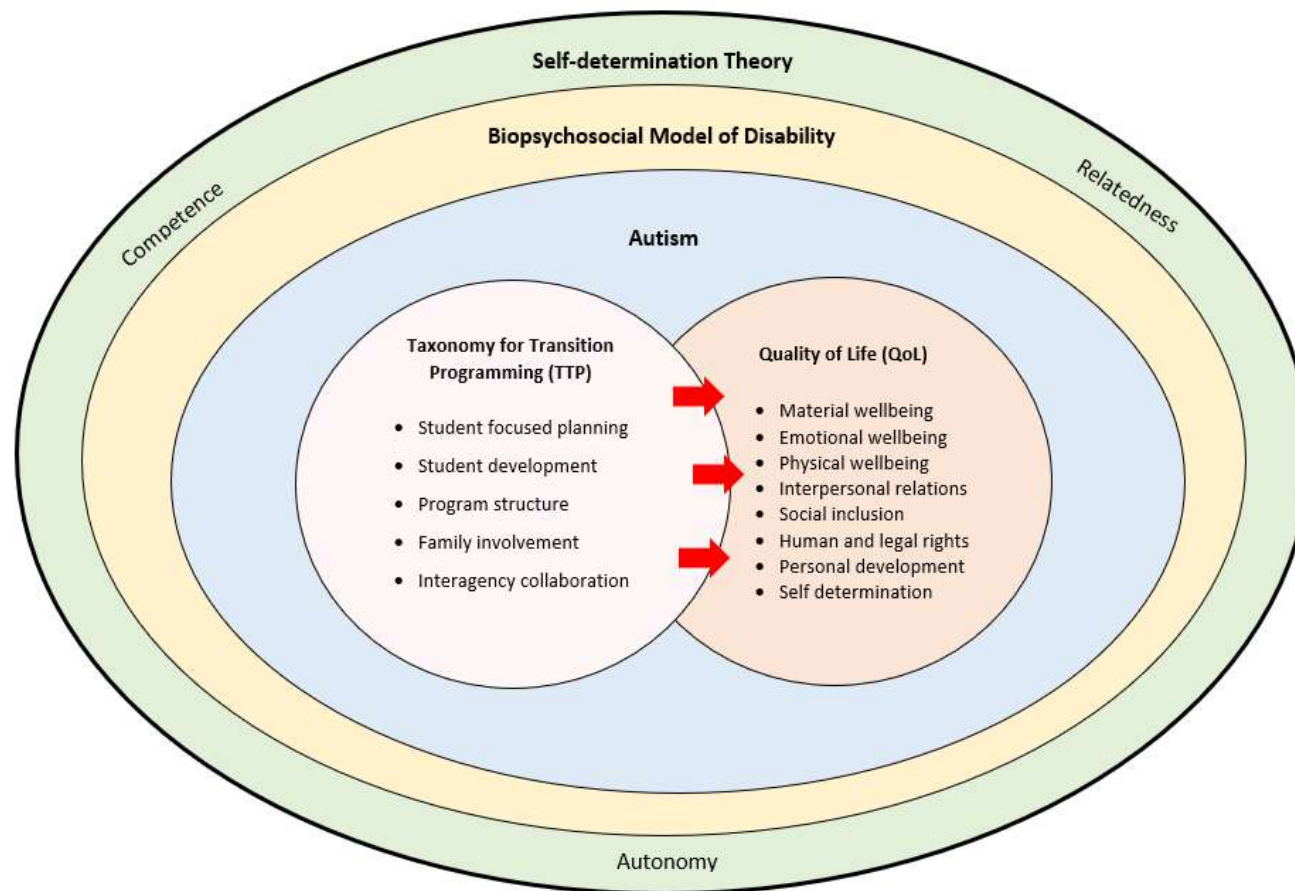 Self-determination Theory
Biopsychosocial Model of Disability
Competence
Relatedness
Autism
Taxonomy for Transition
Programming (TTP)
• Student focused planning
• Student development
• Program structure
• Family involvement
• Interagency collaboration
Quality of Life (QoL)
• Material wellbeing
• Emotional wellbeing
• Physical wellbeing
• Interpersonal relations
• Social inclusion
• Human and legal rights
• Personal development
• Self determination
Autonomy